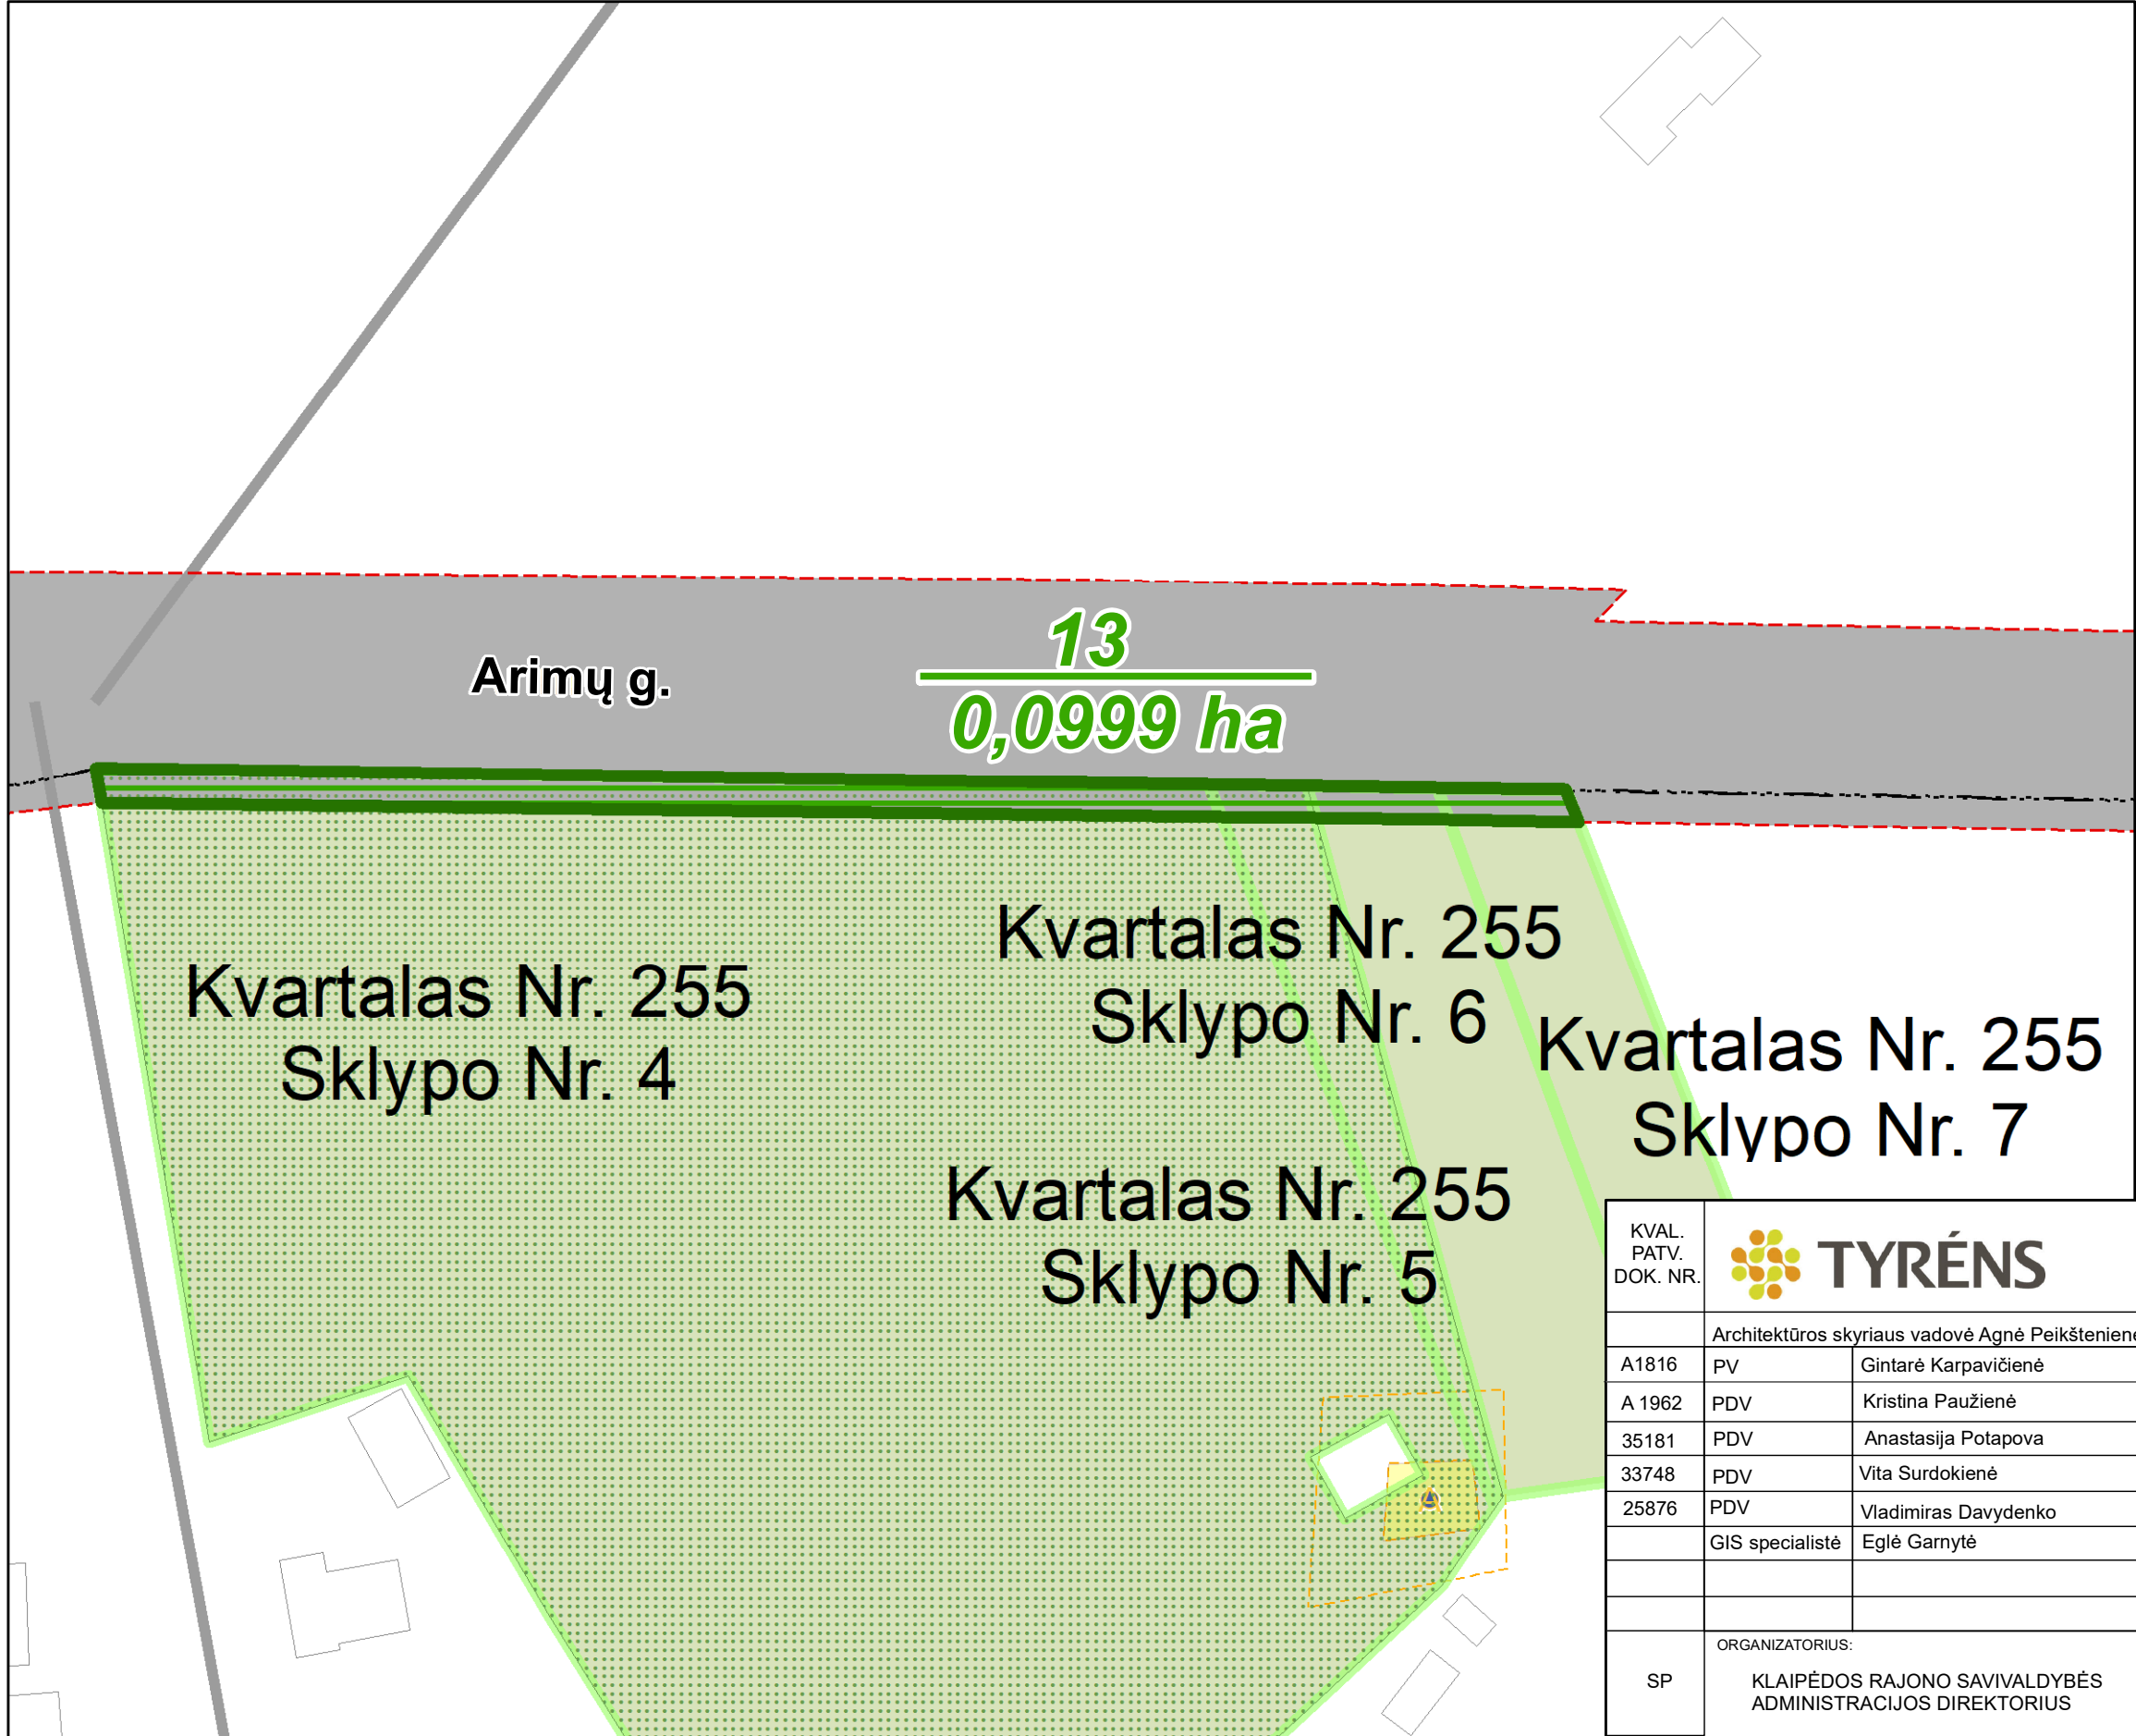 13
Arimų g.
0,0999 ha
Kvartalas Nr. 255
Sklypo Nr. 6
Kvartalas Nr. 255
Sklypo Nr. 4
Kvartalas Nr. 255
Sklypo Nr. 7
Kvartalas Nr. 255
Sklypo Nr. 5
KVAL.
PATV.
DOK. NR.
TYRÉNS
Architektūros skyriaus vadovė Agnė Peikštenienė
A1816 PV Gintarė Karpavičienė
A 1962 PDV Kristina Paužienė
35181 PDV Anastasija Potapova
33748 PDV Vita Surdokienė
25876 PDV Vladimiras Davydenko
GIS specialistė Eglė Garnytė
SP
ORGANIZATORIUS:
KLAIPĖDOS RAJONO SAVIVALDYBĖS
ADMINISTRACIJOS DIREKTORIUS